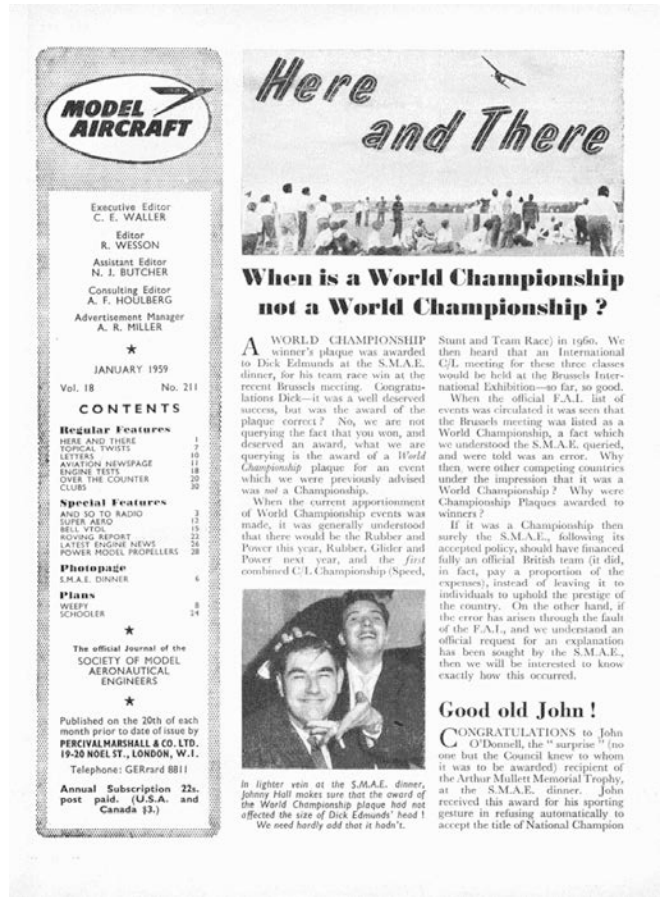 MODEL
AIRCRAFT
Executive Editor
C. E. WALLER
Editor
R. WESSON
Assistant Editor
N. J. BUTCHER
Consulting Editor
A. F. HOULBERG
Advertisement Manager
A. R. MILLER
JANUARY 1959
Vol. 18 No. 211
CONTENTS
Regular Features
HERE AND THERE 1
TOPICAL TWISTS 7
LETTERS 10
AVIATION NEWSPAGE 11
ENGINE TESTS 18
OVER THE COUNTER 20
CLUBS 30
Special Features
AND SO TO RADIO 3
SUPER AERO 12
BELL VTOL 15
ROVING REPORT 22
LATEST ENGINE NEWS 26
POWER MODEL PROPELLERS 28
Photopage
S.M.A.E. DINNER 6
Plans
WEEPY 8
SCHOOLER 24
The official Journal of the
SOCIETY OF MODEL
AERONAUTICAL
ENGINEERS
Published on the 20th of each
month prior to date of issue by
PERCIVAL MARSHALL & CO. LTD.
19-20 NOEL ST., LONDON, W.1.
Telephone: GERrard 8811
Annual Subscription 22s.
post paid. (U.S.A. and
Canada $3.)
Here
and There
When is a World Championship
not a World Championship ?
A WORLD CHAMPIONSHIP
winner's plaque was awarded
to Dick Edmunds at the S.M.A.E.
dinner, for his team race win at the
recent Brussels meeting. Congratu-
lations Dick—it was a well deserved
success, but was the award of the
plaque correct ? No, we are not
querying the fact that you won, and
deserved an award, what we are
querying is the award of a World
Championship plaque for an event
which we were previously advised
was not a Championship.
When the current apportionment
of World Championship events was
made, it was generally understood
that there would be the Rubber and
Power this year, Rubber, Glider and
Power next year, and the first
combined C/L Championship (Speed,
Stunt and Team Race) in 1960. We
then heard that an International
C/L meeting for these three classes
would be held at the Brussels Inter-
national Exhibition—so far, so good.
When the official F.A.I. list of
events was circulated it was seen that
the Brussels meeting was listed as a
World Championship, a fact which
we understood the S.M.A.E. queried,
and were told was an error. Why
then were other competing countries
under the impression that it was a
World Championship ? Why were
Championship Plaques awarded to
winners ?
If it was a Championship then
surely the S.M.A.E., following its
accepted policy, should have financed
fully an official British team (it did,
in fact, pay a proportion of the
expenses), instead of leaving it to
individuals to uphold the prestige of
the country. On the other hand, if
the error has arisen through the fault
of the F.A.I., and we understand an
official request for an explanation
has been sought by the S.M.A.E.,
then we will be interested to know
exactly how this occurred.
In lighter vein at the S.M.A.E. dinner,
Johnny Hall makes sure that the award of
the World Championship plaque had not
affected the size of Dick Edmunds' head !
We need hardly add that it hadn't.
Good old John !
CONGRATULATIONS to John
O'Donnell, the " surprise " (no
one but the Council knew to whom
it was to be awarded) recipient of
the Arthur Mullett Memorial Trophy,
at the S.M.A.E. dinner. John
received this award for his sporting
gesture in refusing automatically to
accept the title of National Champion